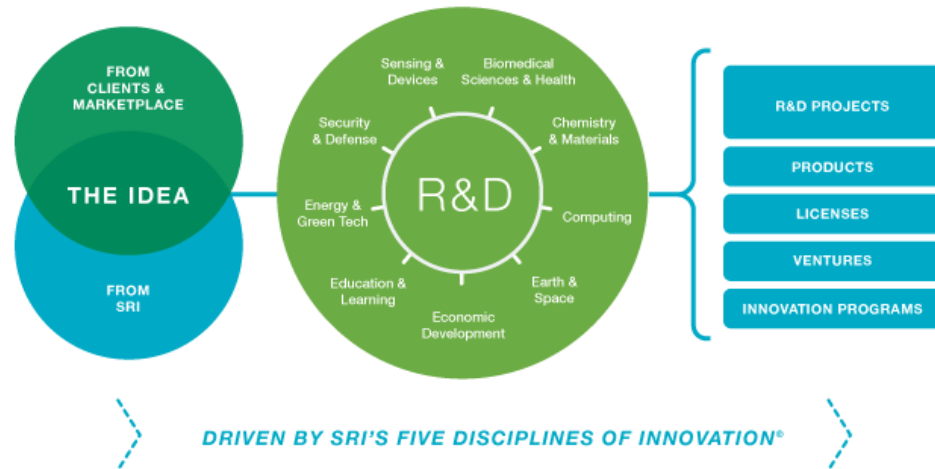 FROM
CLIENTS &
MARKETPLACE
THE IDEA
FROM
SRI
Sensing &
Devices
Biomedical
Sciences & Health
Security
& Defense
Chemistry
& Materials
R&D
Energy &
Green Tech
Computing
Education &
Learning
Earth &
Space
Economic
Development
R&D PROJECTS
PRODUCTS
LICENSES
VENTURES
INNOVATION PROGRAMS
DRIVEN BY SRI'S FIVE DISCIPLINES OF INNOVATION©